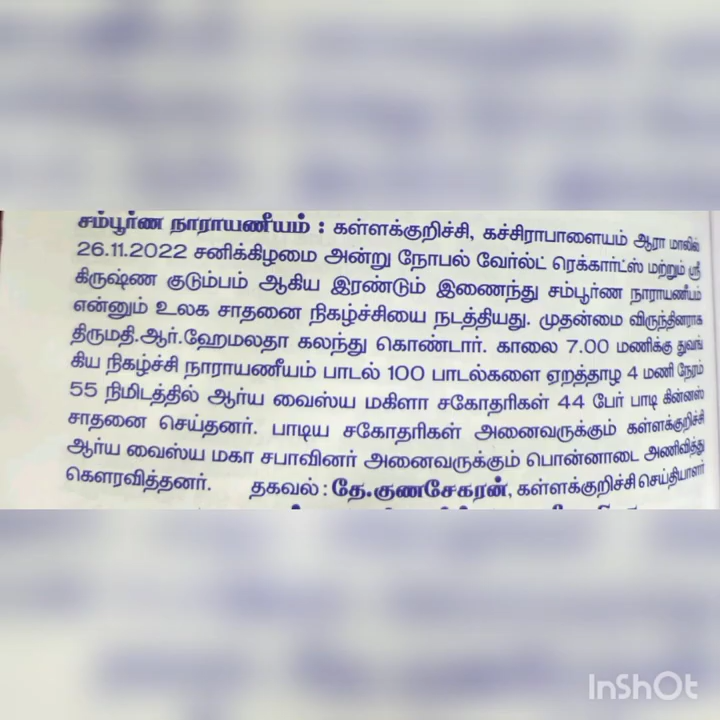 சம்பூர்ண நாராயணீயம் : கள்ளக்குறிச்சி, கச்சிராபாளையம் ஆரா மாலில்
26.11.2022 சனிக்கிழமை அன்று நோபல் வேர்ல்ட் ரெக்கார்ட்ஸ் மற்றும் ஸ்ரீ
கிருஷ்ண குடும்பம் ஆகிய இரண்டும் இணைந்து சம்பூர்ண நாராயணீயம்
என்னும் உலக சாதனை நிகழ்ச்சியை நடத்தியது. முதன்மை விருந்தினராக
திருமதி.ஆர்.ஹேமலதா கலந்து கொண்டார். காலை 7.00 மணிக்கு துவங்
கிய நிகழ்ச்சி நாராயணீயம் பாடல் 100 பாடல்களை ஏறத்தாழ 4 மணி நேரம்
55 நிமிடத்தில் ஆர்ய வைஸ்ய மகிளா சகோதரிகள் 44 பேர் பாடி கின்னஸ்
சாதனை செய்தனர். பாடிய சகோதரிகள் அனைவருக்கும் கள்ளக்குறிச்சி
ஆர்ய வைஸ்ய மகா சபாவினர் அனைவருக்கும் பொன்னாடை அணிவித்து
கௌரவித்தனர். தகவல் : தே.குணசேகரன், கள்ளக்குறிச்சி செய்தியாளர்
InShOt